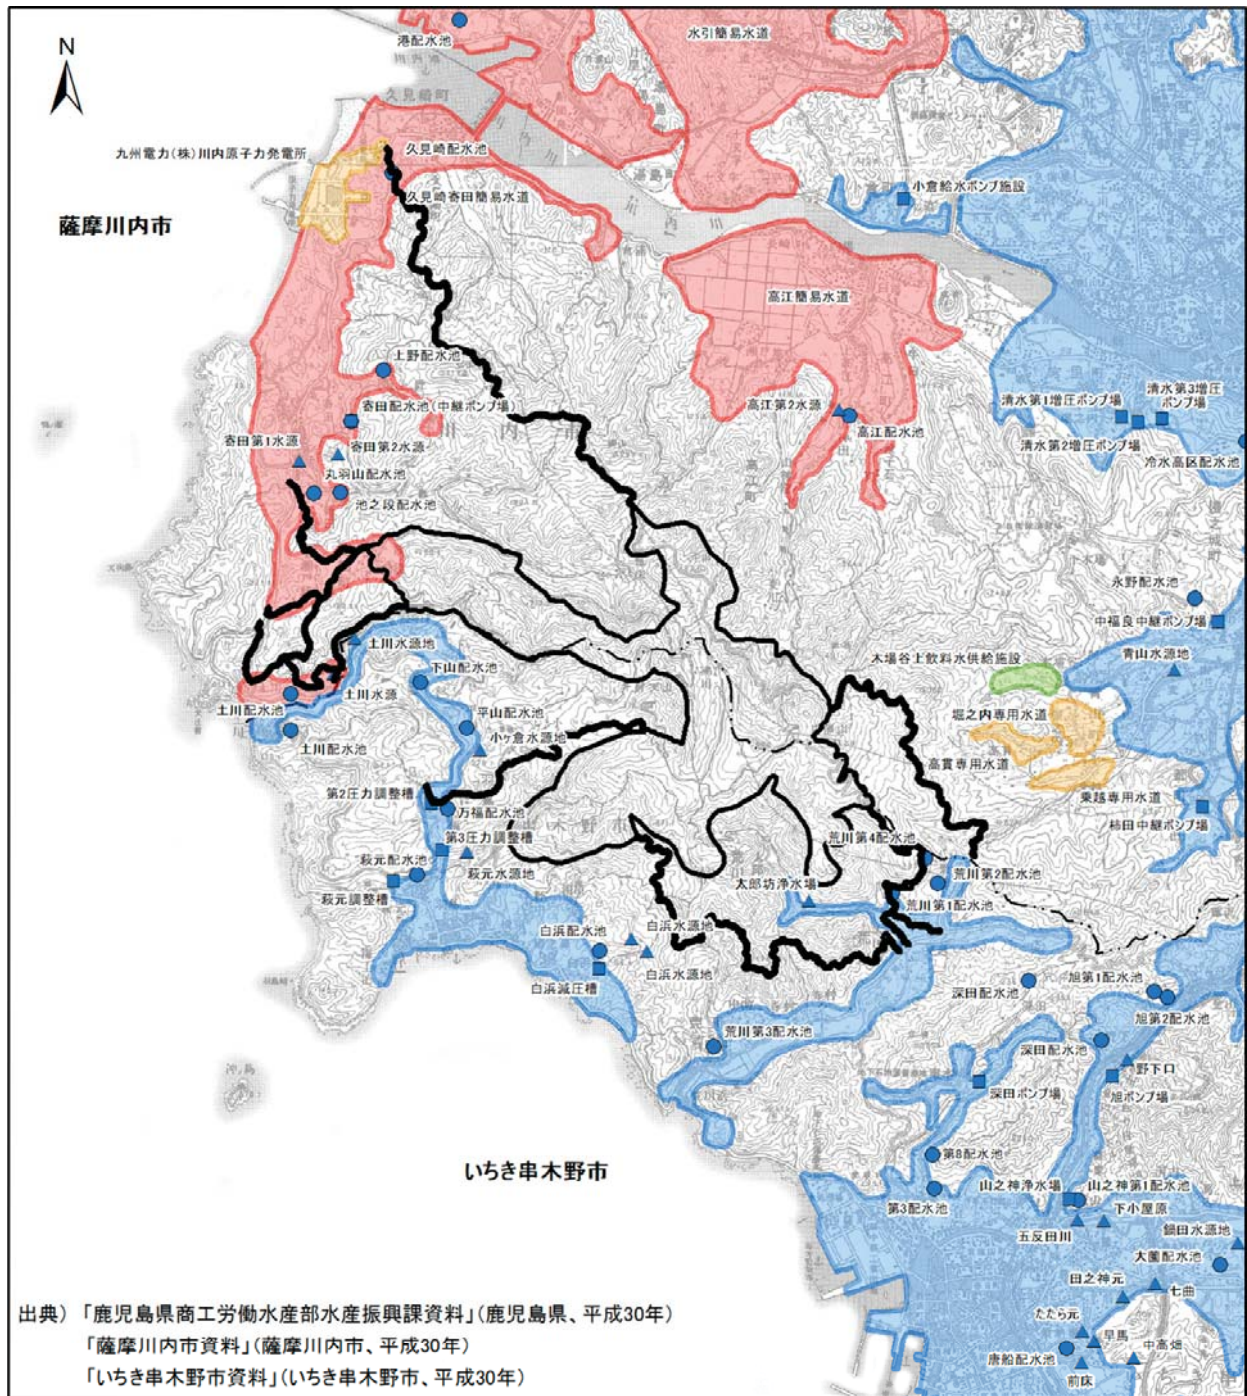 N
港配水池
水引簡易水道
久見崎町
九州電力(株)川内原子力発電所
久見崎配水池
久見崎寄田簡易水道
小倉給水ポンプ施設
薩摩川内市
高江簡易水道
上野配水池
寄田配水池(中継ポンプ場)
寄田第1水源
寄田第2水源
丸羽山配水池
池之段配水池
高江第2水源
高江配水池
清水第1増圧ポンプ場
清水第3増圧
ポンプ場
清水第2増圧ポンプ場
冷水高区配水池
永野配水池
中福良中継ポンプ場
青山水源地
木場谷上飲料水供給施設
堀之内専用水道
高貫専用水道
乗越専用水道
柿田中継ポンプ場
土川水源地
下山配水池
土川水源
土川配水池
土川配水池
平山配水池
小ヶ倉水源地
第2圧力調整槽
万福配水池
第3圧力調整槽
萩元配水池
萩元水源地
萩元調整槽
荒川第4配水池
太郎坊浄水場
荒川第2配水池
荒川第1配水池
白浜配水池
白浜水源地
白浜水源地
白浜減圧槽
荒川第3配水池
深田配水池
旭第1配水池
旭第2配水池
深田配水池
野下口
旭ポンプ場
深田ポンプ場
第8配水池
第3配水池
山之神浄水場
山之神第1配水池
下小屋原
五反田川
鍋田水源地
大薗配水池
田之神元
七曲
たたら元
早馬
中高畑
唐船配水池
前床
沖ノ島
いちき串木野市
出典) 「鹿児島県商工労働水産部水産振興課資料」(鹿児島県、平成30年)
「薩摩川内市資料」(薩摩川内市、平成30年)
「いちき串木野市資料」(いちき串木野市、平成30年)